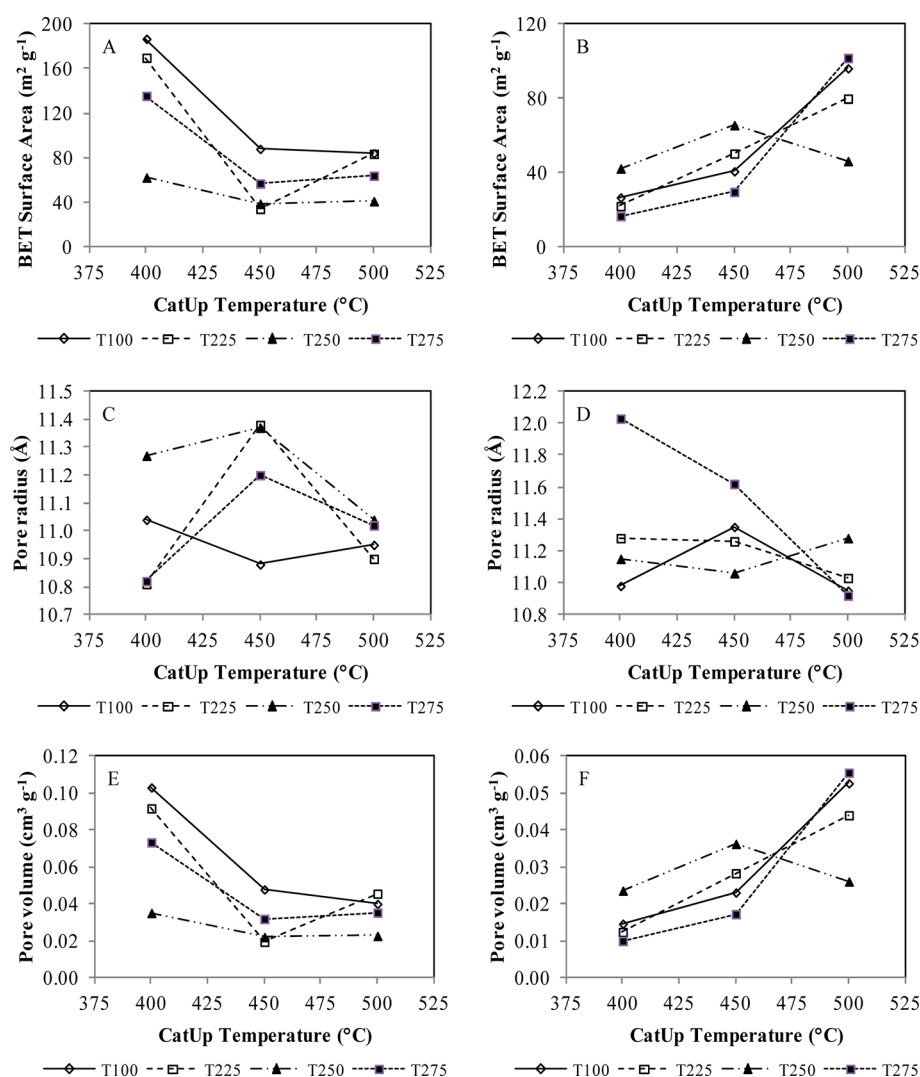 A
BET Surface Area (m² g⁻¹)
200
160
120
80
40
0
375 400 425 450 475 500 525
CatUp Temperature (°C)
T100 T225 T250 T275
B
BET Surface Area (m² g⁻¹)
120
80
40
0
375 400 425 450 475 500 525
CatUp Temperature (°C)
T100 T225 T250 T275
C
Pore radius (Å)
11.5
11.4
11.3
11.2
11.1
11.0
10.9
10.8
10.7
375 400 425 450 475 500 525
CatUp Temperature (°C)
T100 T225 T250 T275
D
Pore radius (Å)
12.2
12.0
11.8
11.6
11.4
11.2
11.0
10.8
375 400 425 450 475 500 525
CatUp Temperature (°C)
T100 T225 T250 T275
E
Pore volume (cm³ g⁻¹)
0.12
0.10
0.08
0.06
0.04
0.02
0.00
375 400 425 450 475 500 525
CatUp Temperature (°C)
T100 T225 T250 T275
F
Pore volume (cm³ g⁻¹)
0.06
0.05
0.04
0.03
0.02
0.01
0.00
375 400 425 450 475 500 525
CatUp Temperature (°C)
T100 T225 T250 T275